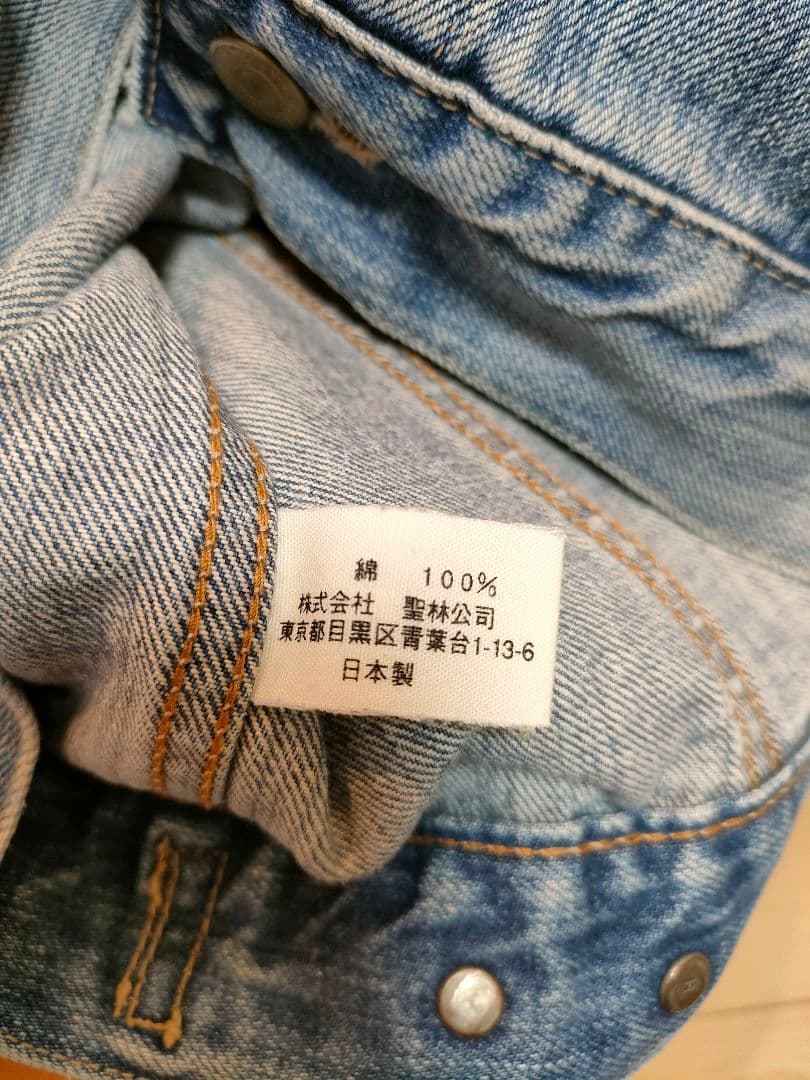 綿 100%
株式会社 聖林公司
東京都目黒区青葉台1-13-6
日本製